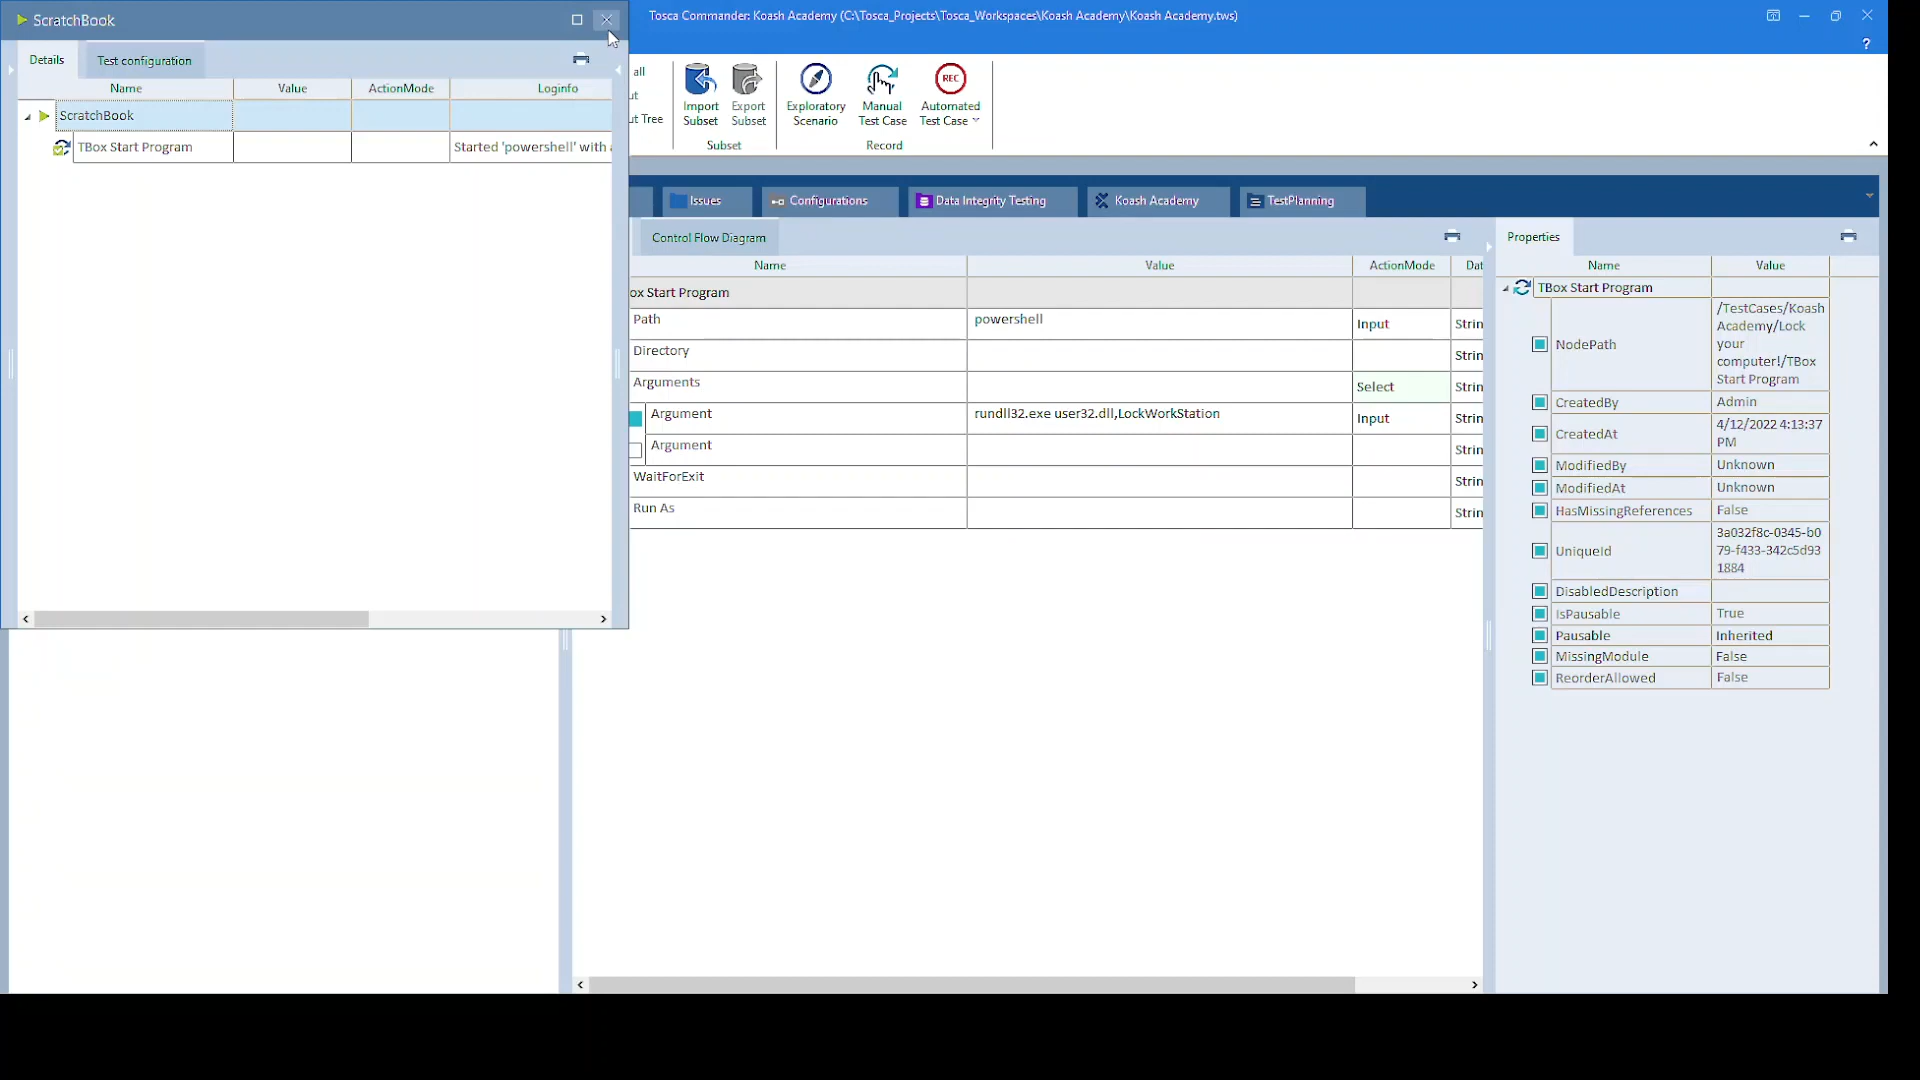 ScratchBook
Tosca Commander: Koash Academy (C:\Tosca_Projects\Tosca_Workspaces\Koash Academy\Koash Academy.tws)
?
Details
Test configuration
Name
Value
ActionMode
Loginfo
ScratchBook
TBox Start Program
Started 'powershell' with
all
ut
ut Tree
Import
Subset
Export
Subset
Subset
Exploratory
Scenario
Manual
Test Case
REC
Automated
Test Case
Record
Issues
Configurations
Data Integrity Testing
Koash Academy
TestPlanning
Control Flow Diagram
Name
Value
ActionMode
Dat
ox Start Program
Path
powershell
Input
Strin
Directory
Strin
Arguments
Select
Strin
Argument
rundll32.exe user32.dll,LockWorkStation
Input
Strin
Argument
Strin
WaitForExit
Strin
Run As
Strin
Properties
Name
Value
TBox Start Program
NodePath
/TestCases/Koash
Academy/Lock
your
computer!/TBox
Start Program
CreatedBy
Admin
CreatedAt
4/12/2022 4:13:37
PM
ModifiedBy
Unknown
ModifiedAt
Unknown
HasMissingReferences
False
UniqueId
3a032f8c-0345-b0
79-f433-342c5d93
1884
DisabledDescription
IsPausable
True
Pausable
Inherited
MissingModule
False
ReorderAllowed
False